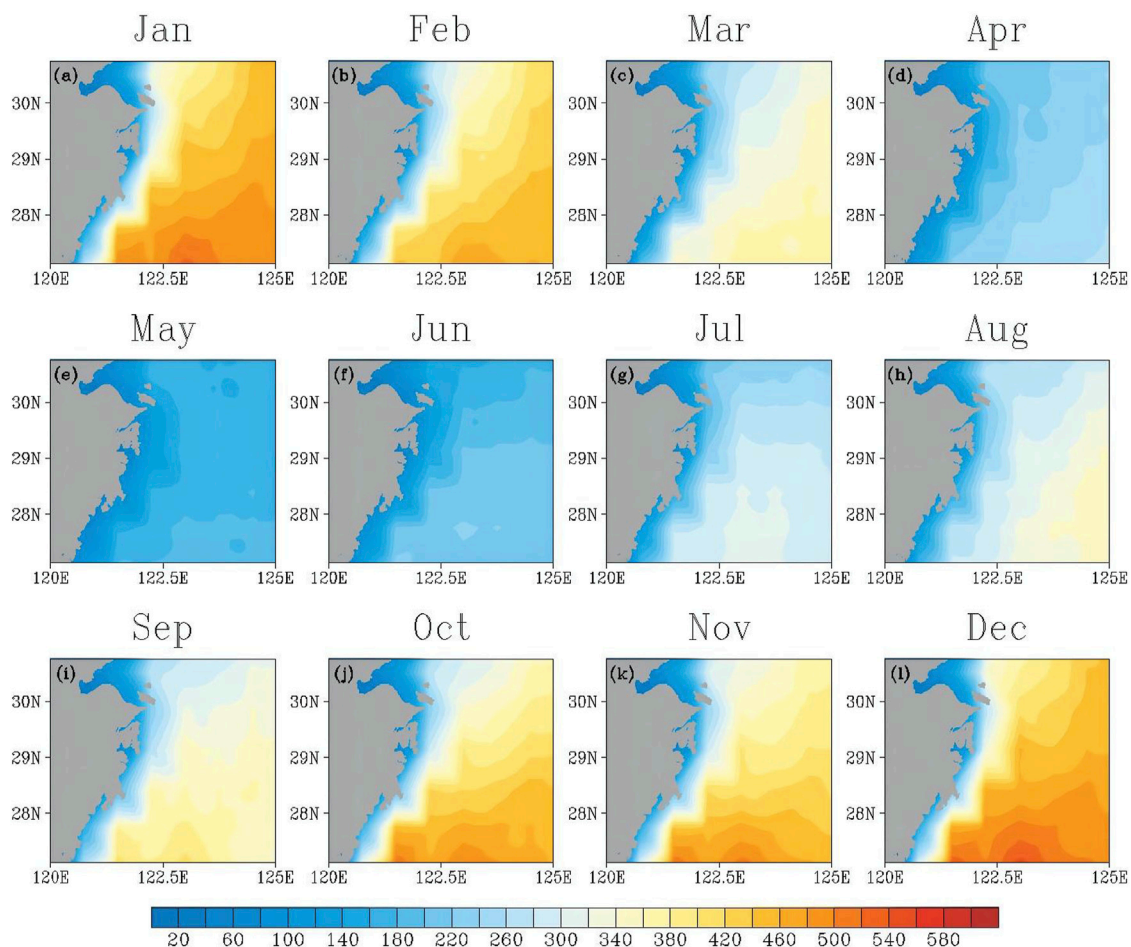 Jan Feb Mar Apr
(a) (b) (c) (d)
30N 30N 30N 30N
29N 29N 29N 29N
28N 28N 28N 28N
120E 122.5E 125E 120E 122.5E 125E 120E 122.5E 125E 120E 122.5E 125E
May Jun Jul Aug
(e) (f) (g) (h)
30N 30N 30N 30N
29N 29N 29N 29N
28N 28N 28N 28N
120E 122.5E 125E 120E 122.5E 125E 120E 122.5E 125E 120E 122.5E 125E
Sep Oct Nov Dec
(i) (j) (k) (l)
30N 30N 30N 30N
29N 29N 29N 29N
28N 28N 28N 28N
120E 122.5E 125E 120E 122.5E 125E 120E 122.5E 125E 120E 122.5E 125E
20 60 100 140 180 220 260 300 340 380 420 460 500 540 580